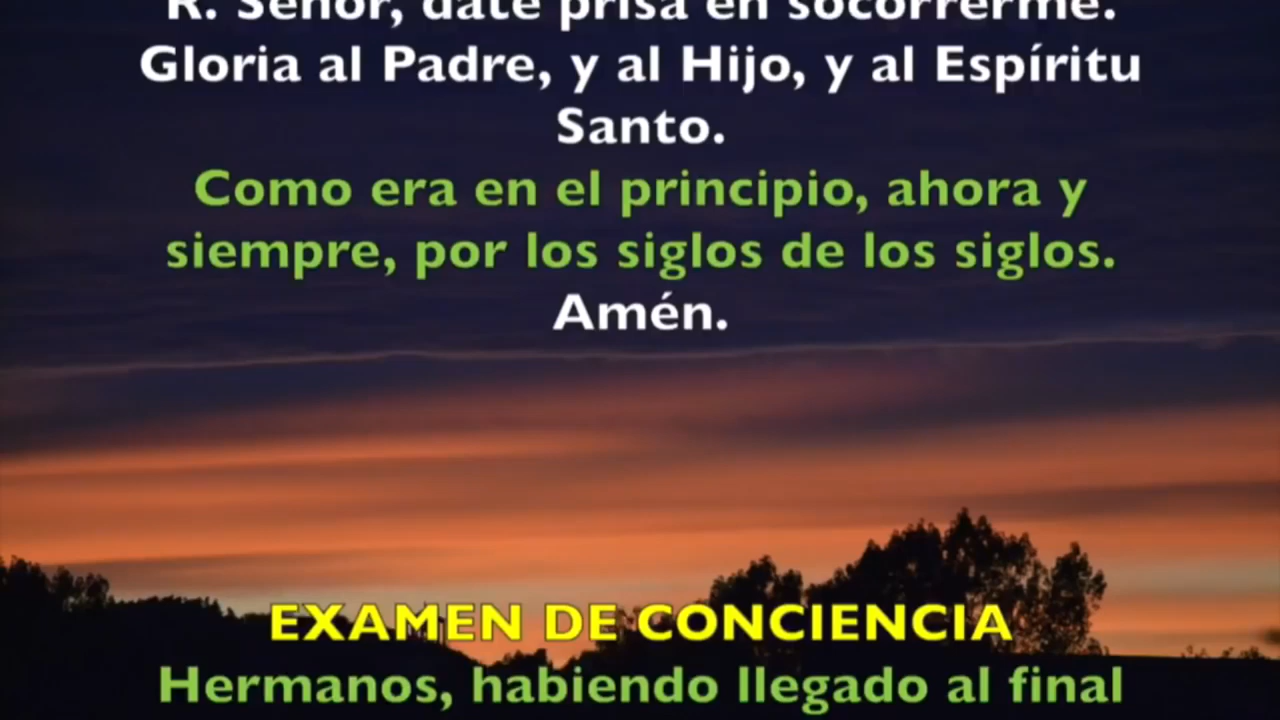 R. Señor, date prisa en socorrerme.
Gloria al Padre, y al Hijo, y al Espíritu
Santo.
Como era en el principio, ahora y
siempre, por los siglos de los siglos.
Amén.
EXAMEN DE CONCIENCIA
Hermanos, habiendo llegado al final